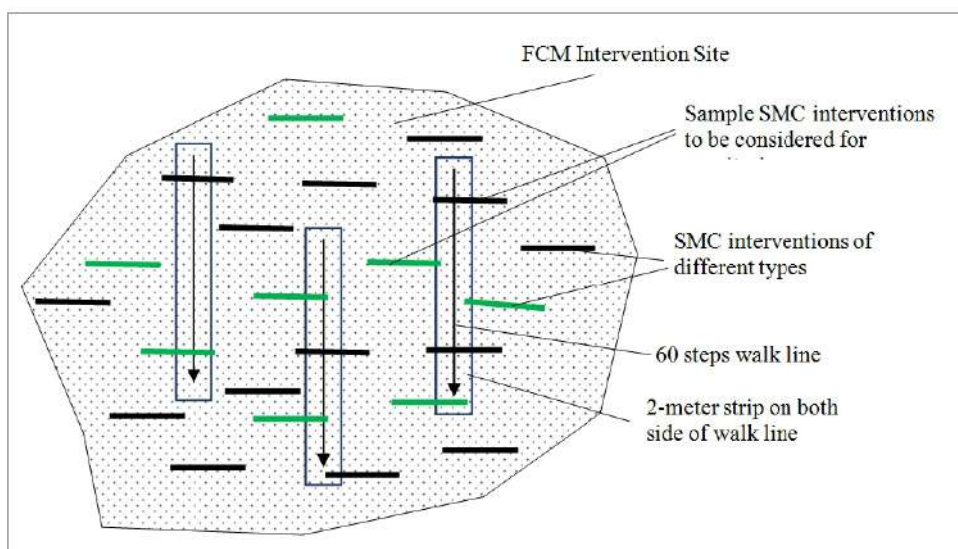 FCM Intervention Site
Sample SMC interventions
to be considered for
SMC interventions of
different types
60 steps walk line
2-meter strip on both
side of walk line